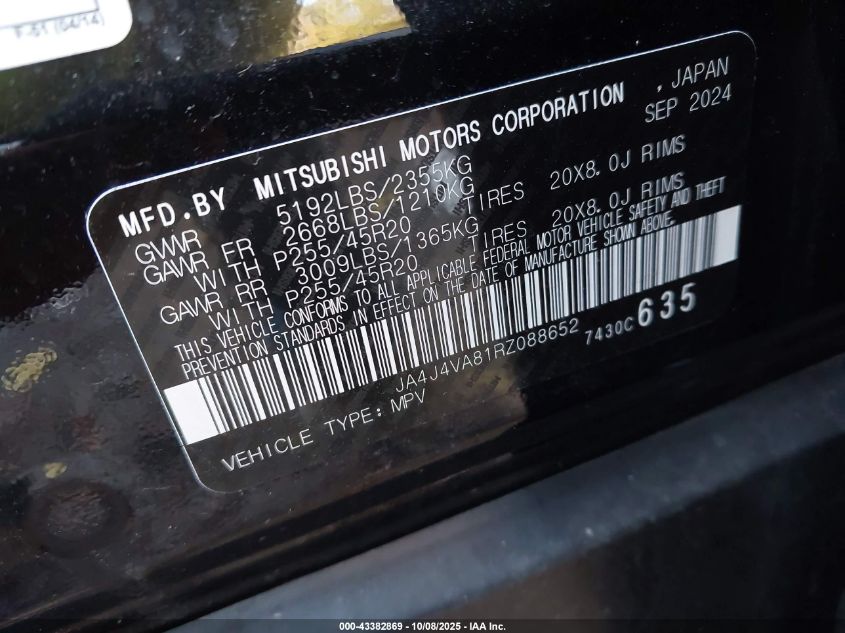 F-51 (04/14)
MFD.BY MITSUBISHI MOTORS CORPORATION , JAPAN
SEP 2024
GVWR 5192LBS/2355KG
GAWR FR 2668LBS/1210KG
WITH P255/45R20 TIRES 20X8.0J RIMS
GAWR RR 3009LBS/1365KG
WITH P255/45R20 TIRES 20X8.0J RIMS
THIS VEHICLE CONFORMS TO ALL APPLICABLE FEDERAL MOTOR VEHICLE SAFETY AND THEFT
PREVENTION STANDARDS IN EFFECT ON THE DATE OF MANUFACTURE SHOWN ABOVE.
JA4J4VA81RZ088652 7430C 635
VEHICLE TYPE: MPV
000-43382869 - 10/08/2025 - IAA Inc.